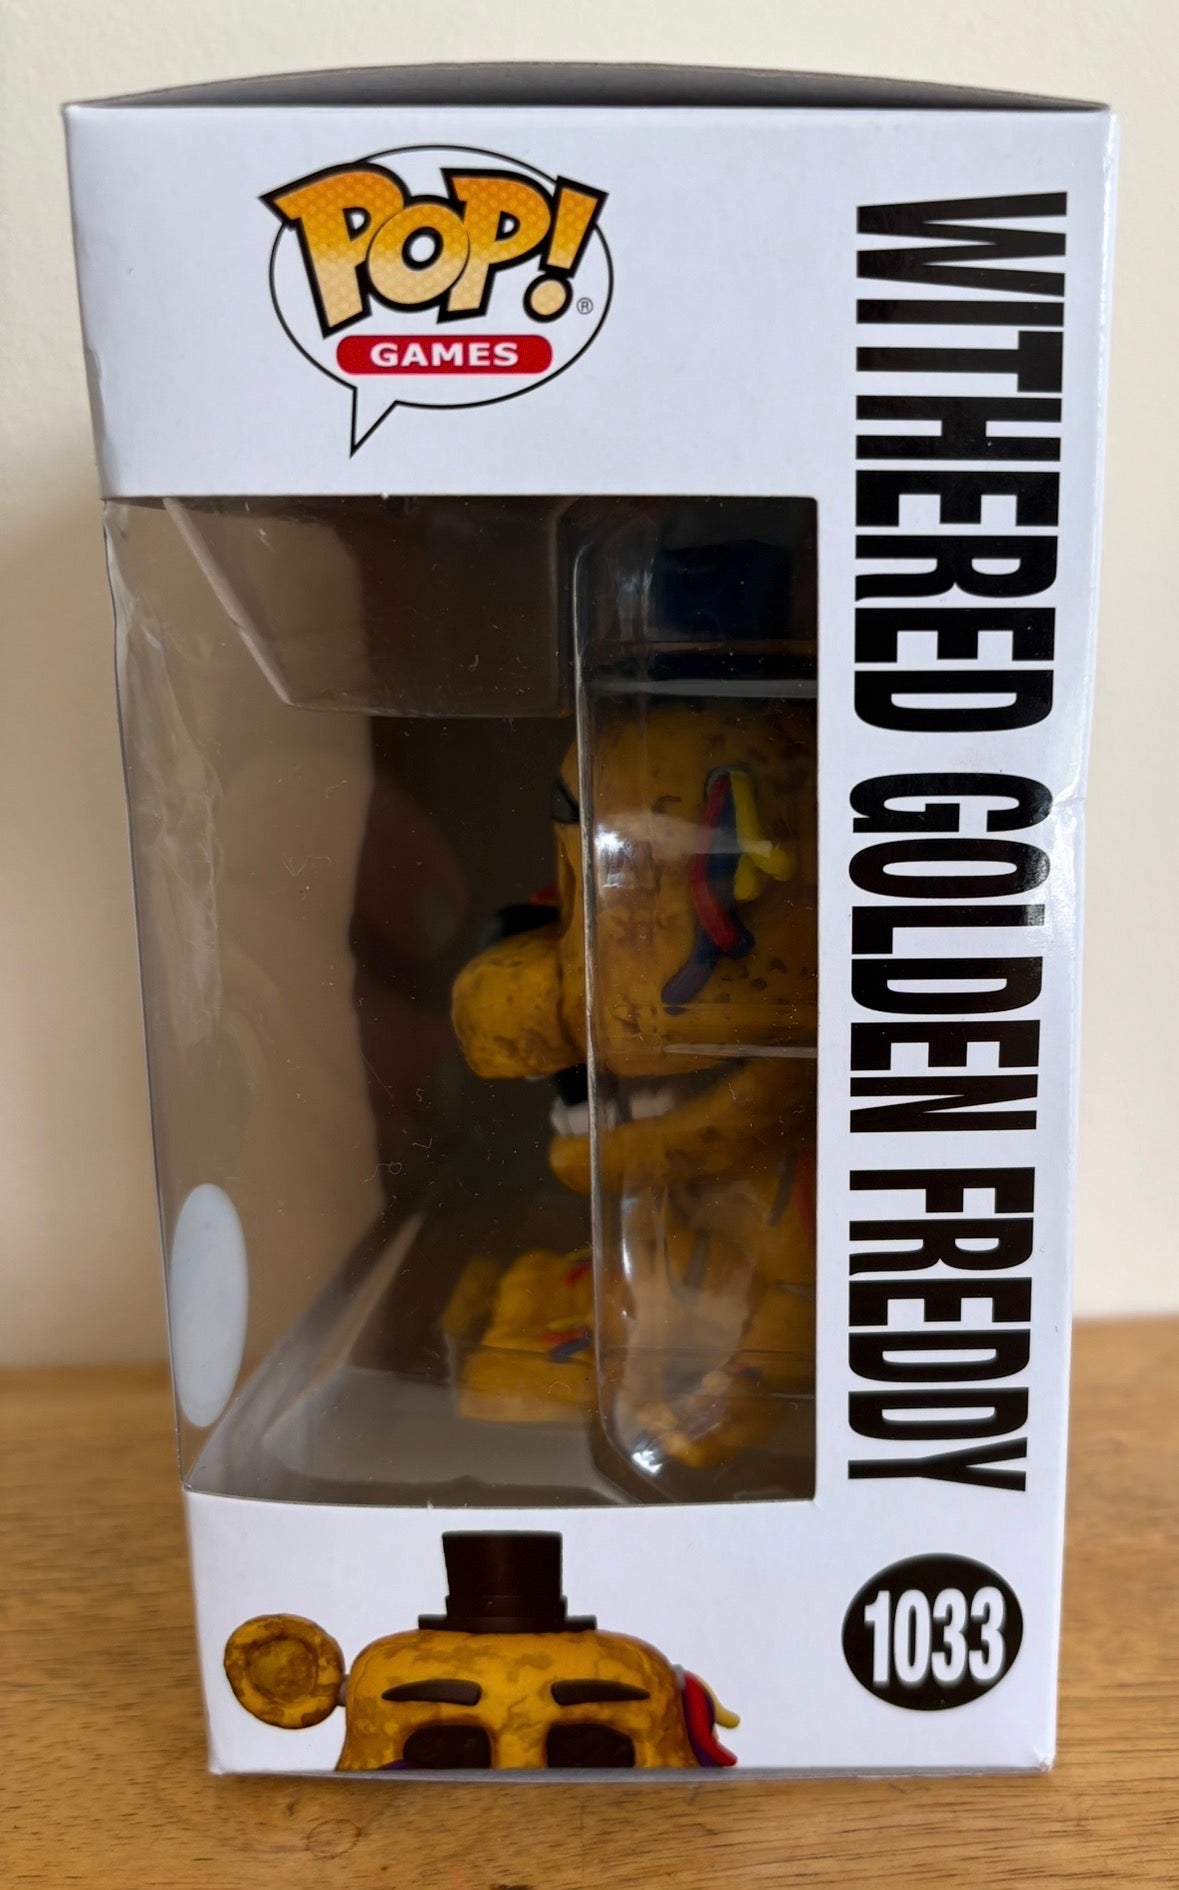 POP!®
GAMES
WITHERED GOLDEN FREDDY
1033